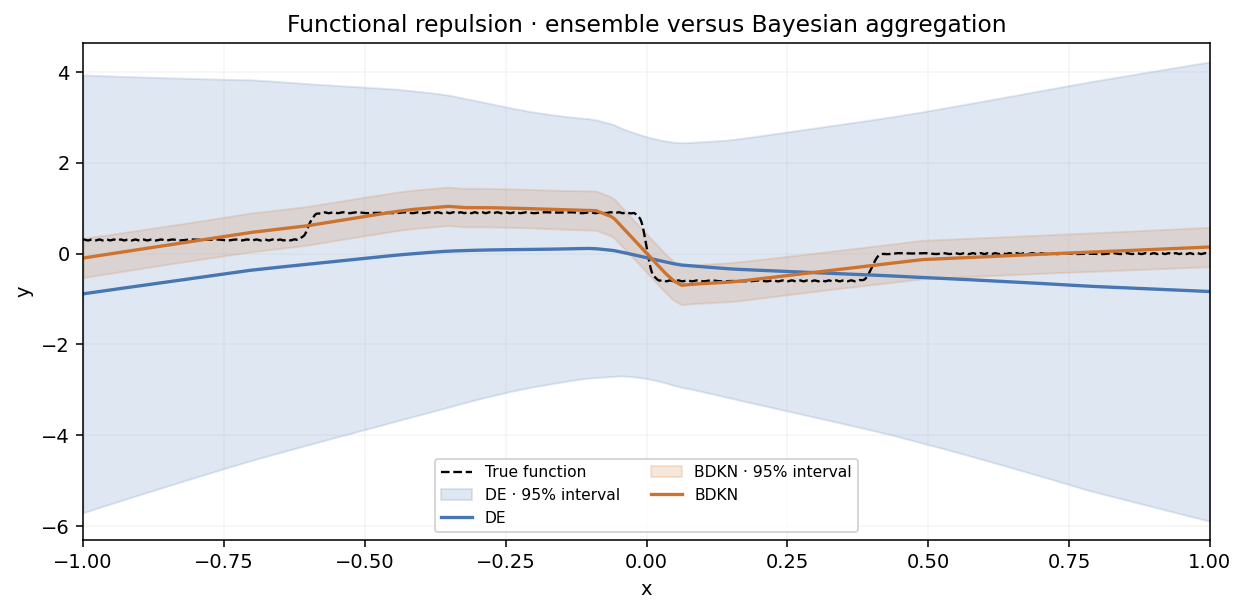 Functional repulsion · ensemble versus Bayesian aggregation
y
4
2
0
−2
−4
−6
True function
DE · 95% interval
DE
BDKN · 95% interval
BDKN
−1.00 −0.75 −0.50 −0.25 0.00 0.25 0.50 0.75 1.00
x